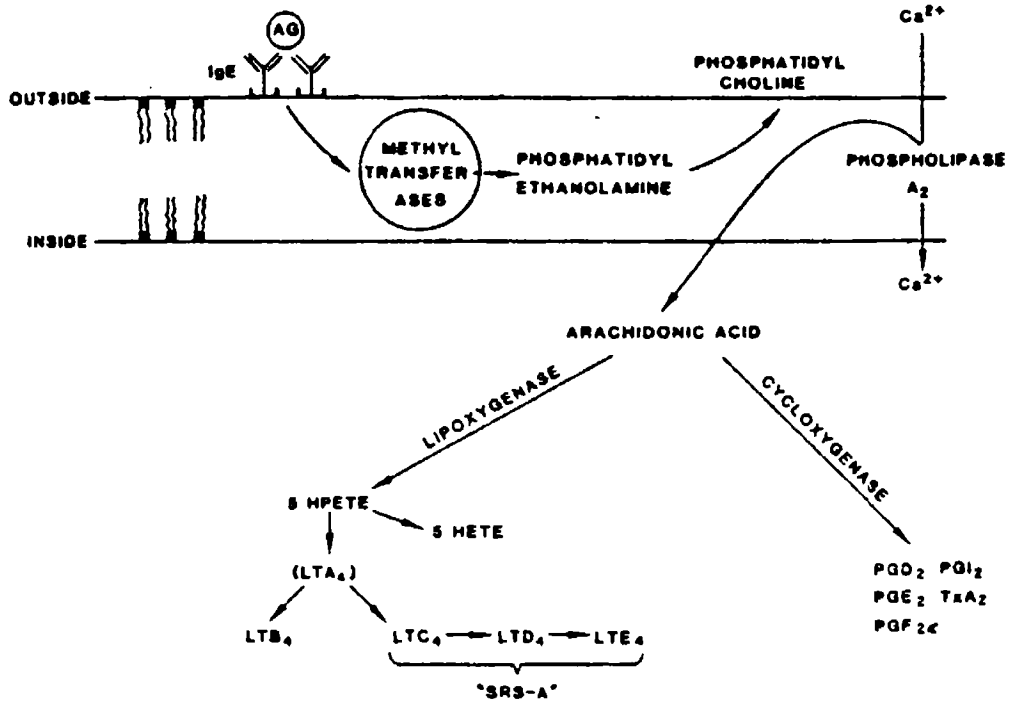 AG
IgE
OUTSIDE
PHOSPHATIDYL
CHOLINE
Ca²⁺
METHYL
TRANSFER
ASES
PHOSPHATIDYL
ETHANOLAMINE
PHOSPHOLIPASE
A₂
INSIDE
Ca²⁺
ARACHIDONIC ACID
LIPOXYGENASE
CYCLOXYGENASE
5 HPETE
5 HETE
(LTA₄)
LTB₄
LTC₄
LTD₄
LTE₄
"SRS-A"
PGD₂ PGI₂
PGE₂ TxA₂
PGF₂α